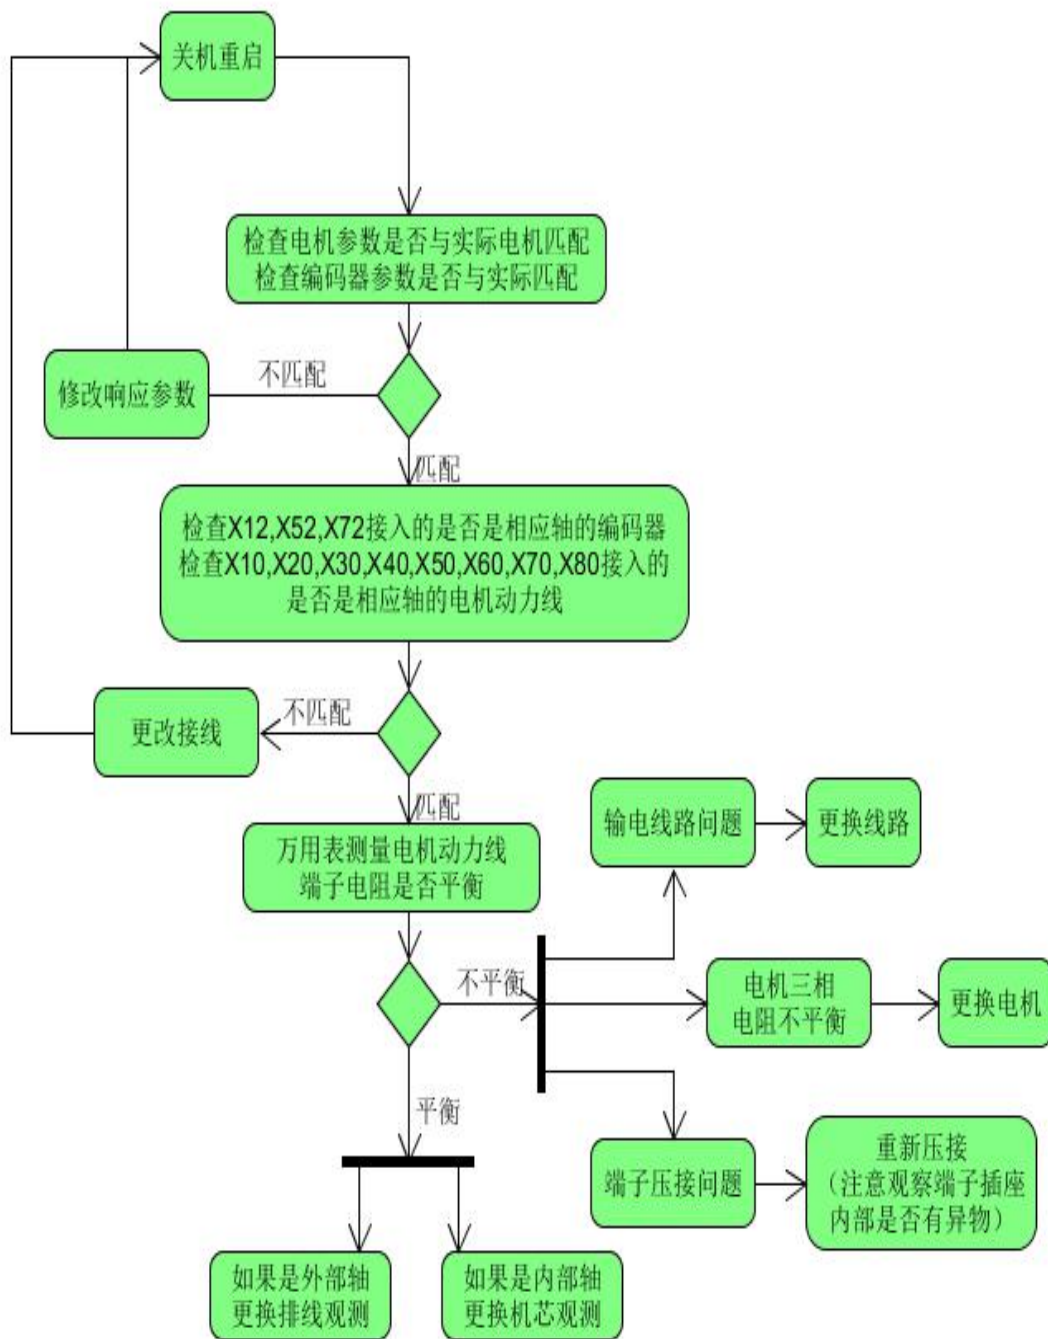 关机重启
检查电机参数是否与实际电机匹配
检查编码器参数是否与实际匹配
不匹配
修改响应参数
匹配
检查X12,X52,X72接入的是否是相应轴的编码器
检查X10,X20,X30,X40,X50,X60,X70,X80接入的
是否是相应轴的电机动力线
不匹配
更改接线
匹配
万用表测量电机动力线
端子电阻是否平衡
输电线路问题
更换线路
不平衡
电机三相
电阻不平衡
更换电机
平衡
端子压接问题
重新压接
（注意观察端子插座
内部是否有异物）
如果是外部轴
更换排线观测
如果是内部轴
更换机芯观测